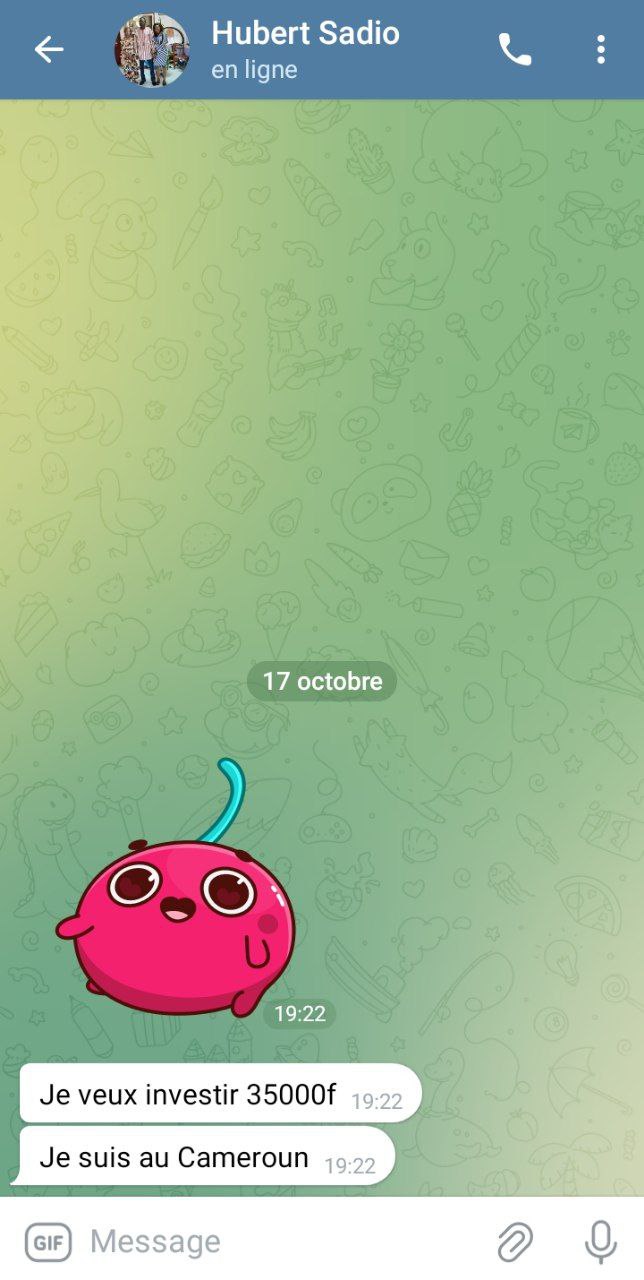 Hubert Sadio
en ligne
17 octobre
19:22
Je veux investir 35000f 19:22
Je suis au Cameroun 19:22
GIF Message